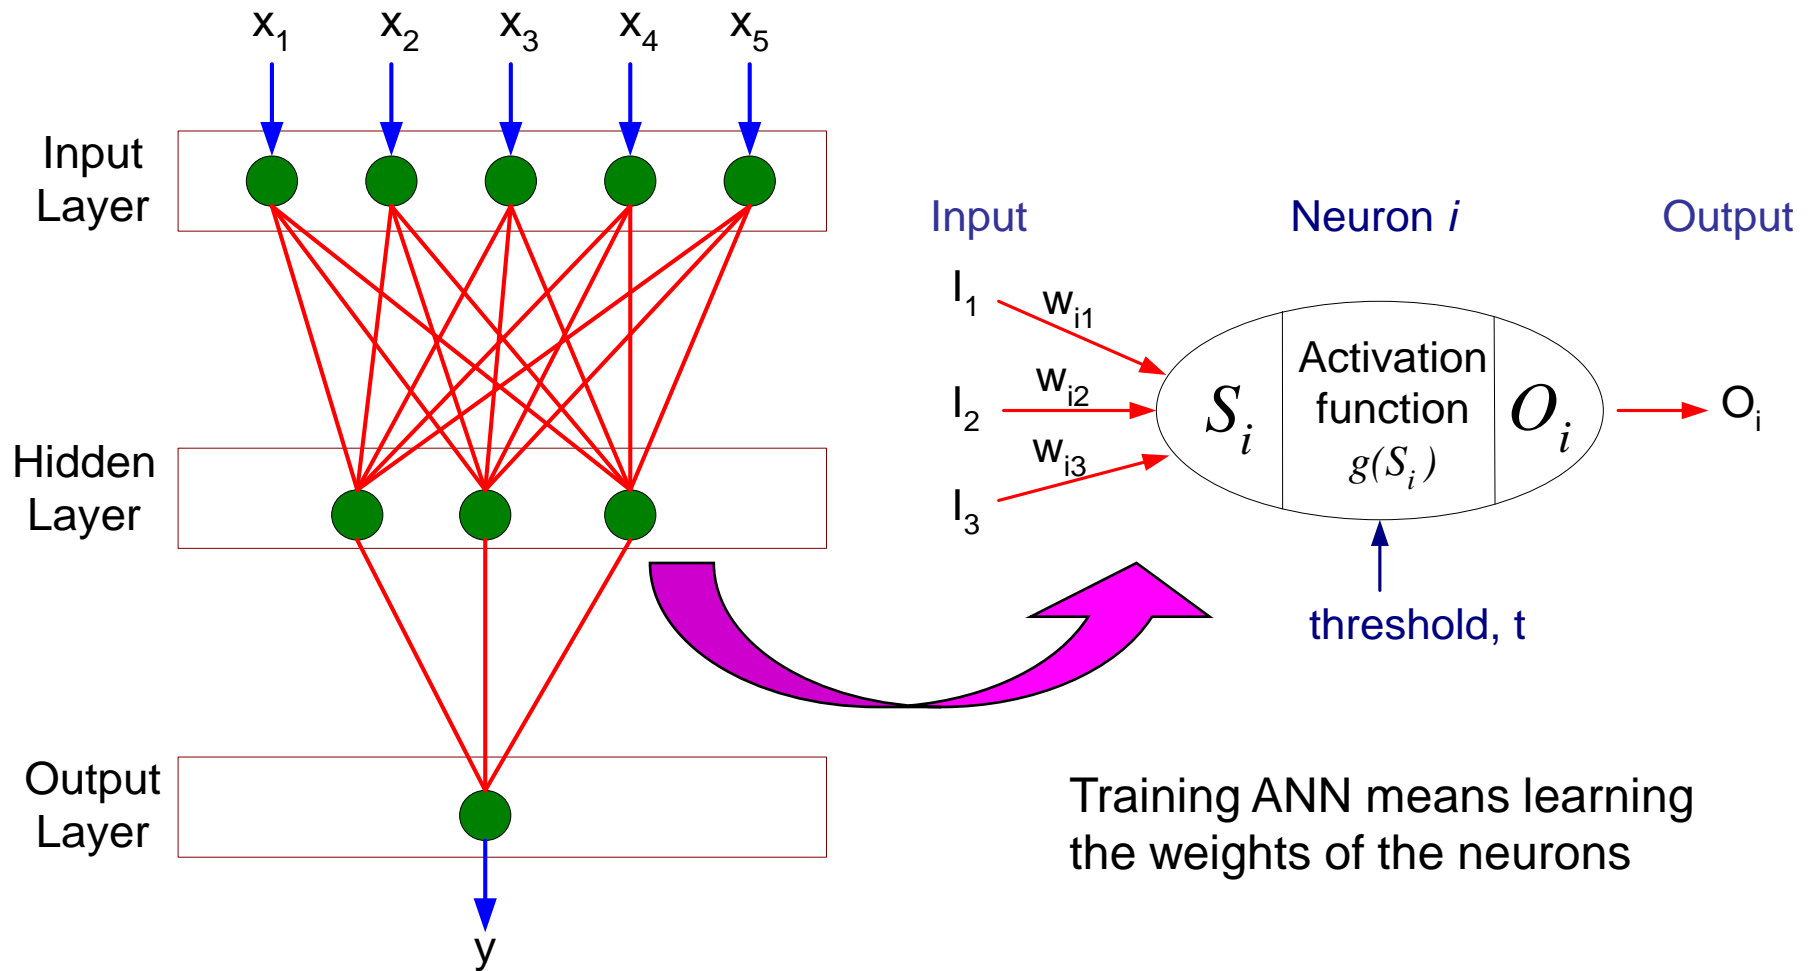 x1 x2 x3 x4 x5
Input
Layer
Hidden
Layer
Output
Layer
y
Input Neuron i Output
I1 wi1
I2 wi2
I3 wi3
Si
Activation
function
g(Si)
Oi
Oi
threshold, t
Training ANN means learning
the weights of the neurons